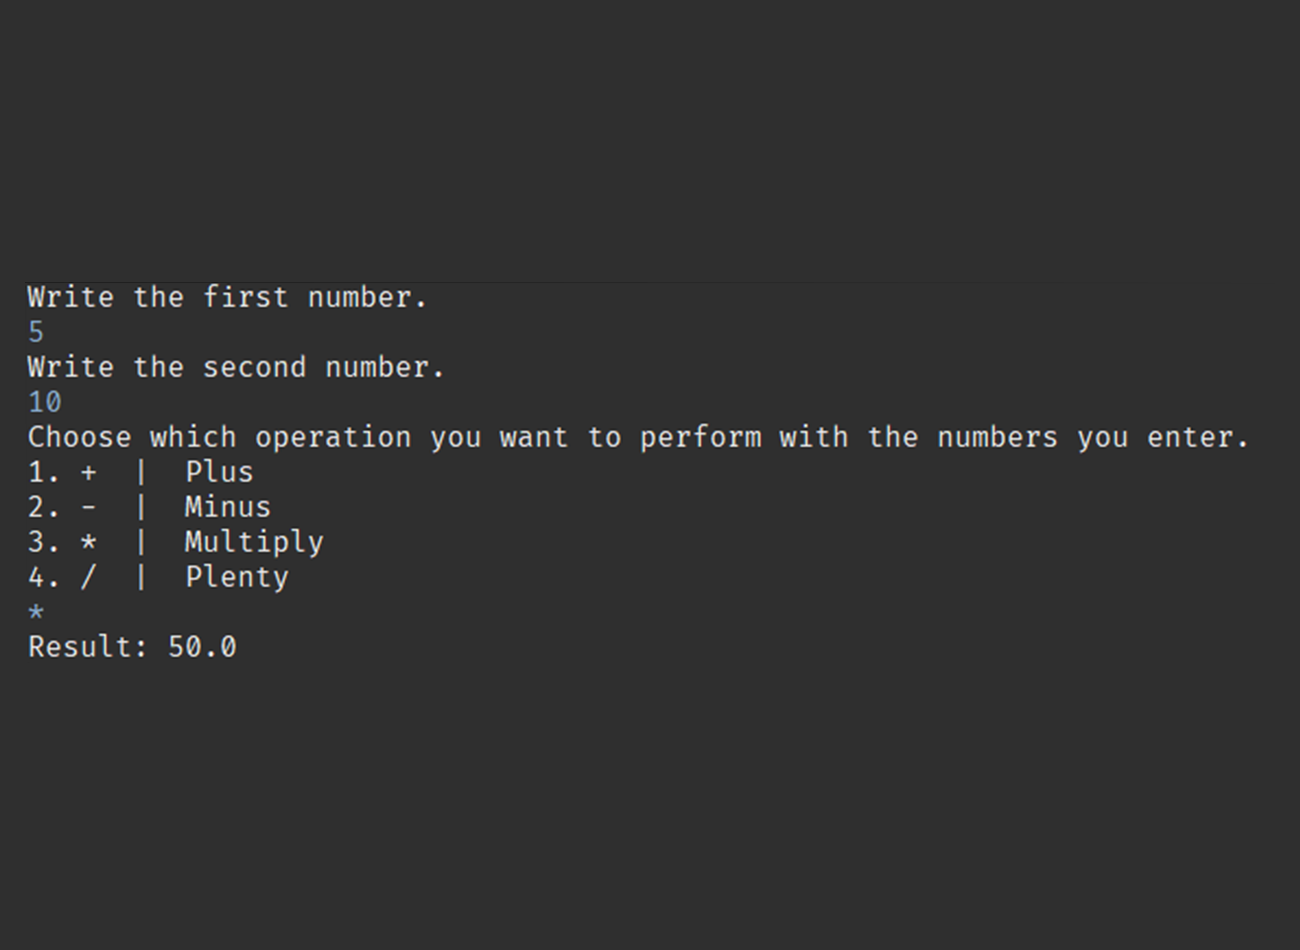 Write the first number.
5
Write the second number.
10
Choose which operation you want to perform with the numbers you enter.
1. +  |  Plus
2. -  |  Minus
3. *  |  Multiply
4. /  |  Plenty
*
Result: 50.0